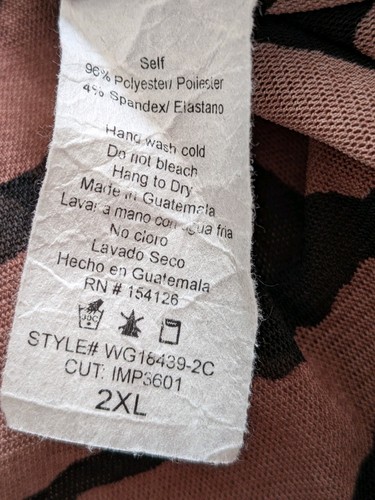 Self
96% Polyester/ Poliester
4% Spandex/ Elastano
Hand wash cold
Do not bleach
Hang to Dry
Made in Guatemala
Lavar a mano con agua fria
No cloro
Lavado Seco
Hecho en Guatemala
RN # 154126
30C
STYLE# WG18439-2C
CUT: IMP3601
2XL